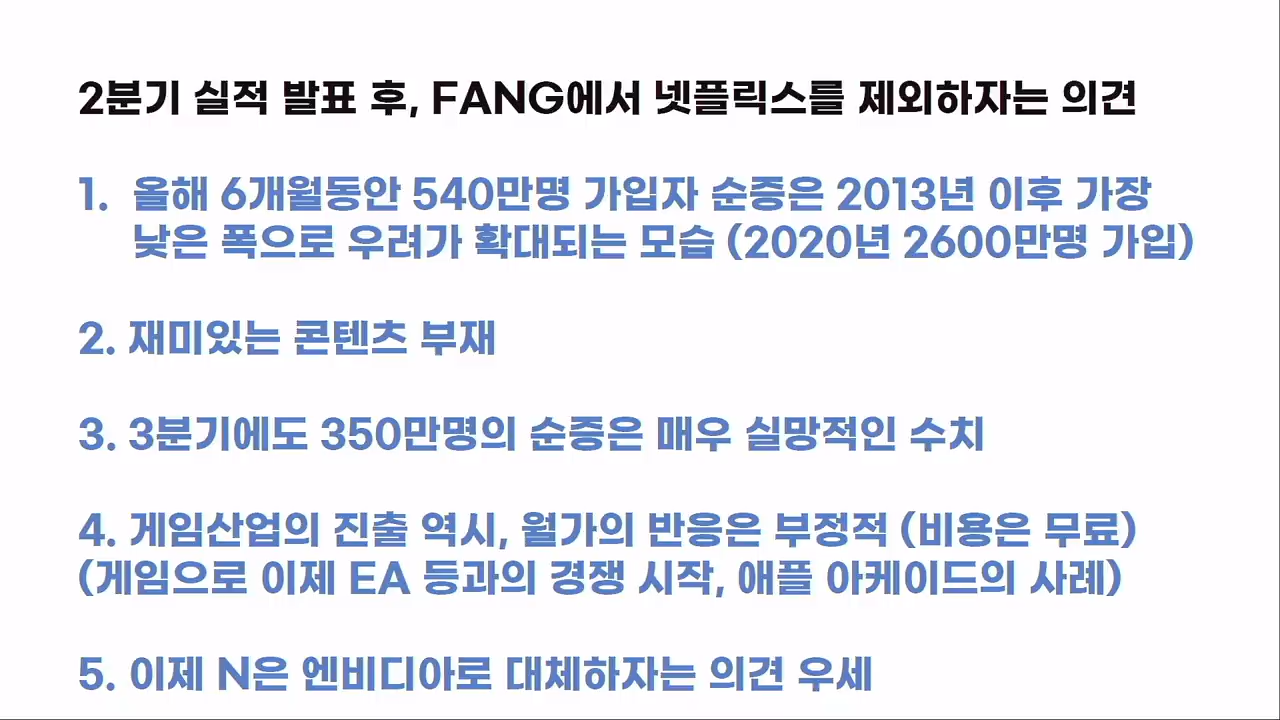 2분기 실적 발표 후, FANG에서 넷플릭스를 제외하자는 의견
1. 올해 6개월동안 540만명 가입자 순증은 2013년 이후 가장
낮은 폭으로 우려가 확대되는 모습 (2020년 2600만명 가입)
2. 재미있는 콘텐츠 부재
3. 3분기에도 350만명의 순증은 매우 실망적인 수치
4. 게임산업의 진출 역시, 월가의 반응은 부정적 (비용은 무료)
(게임으로 이제 EA 등과의 경쟁 시작, 애플 아케이드의 사례)
5. 이제 N은 엔비디아로 대체하자는 의견 우세